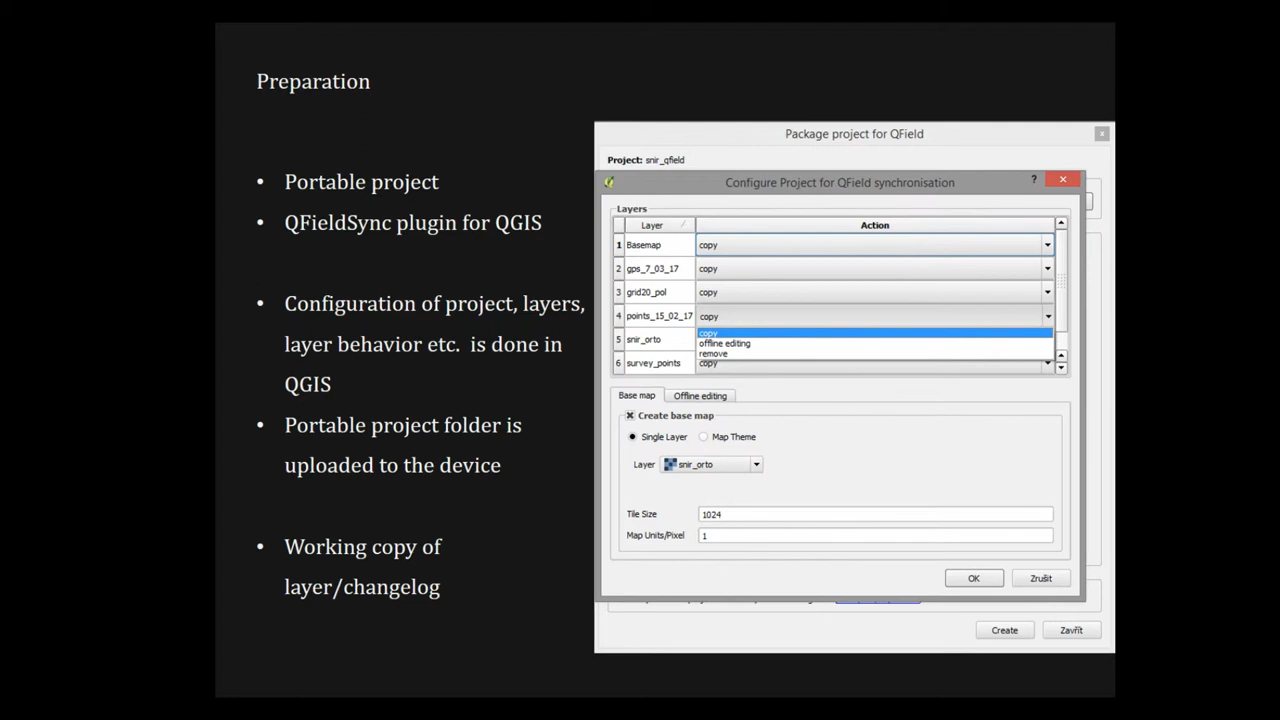 Preparation
• Portable project
• QFieldSync plugin for QGIS
• Configuration of project, layers,
layer behavior etc. is done in
QGIS
• Portable project folder is
uploaded to the device
• Working copy of
layer/changelog
Package project for QField
x
Project: snir_qfield
Configure Project for QField synchronisation
?
Layers
Layer Action
1 Basemap copy
2 gps_7_03_17 copy
3 grid20_pol copy
4 points_15_02_17 copy
copy
5 snir_orto
offline editing
remove
6 survey_points copy
Base map Offline editing
Create base map
Single Layer Map Theme
Layer snir_orto
Tile Size 1024
Map Units/Pixel 1
OK Zrušit
Create Zavřít